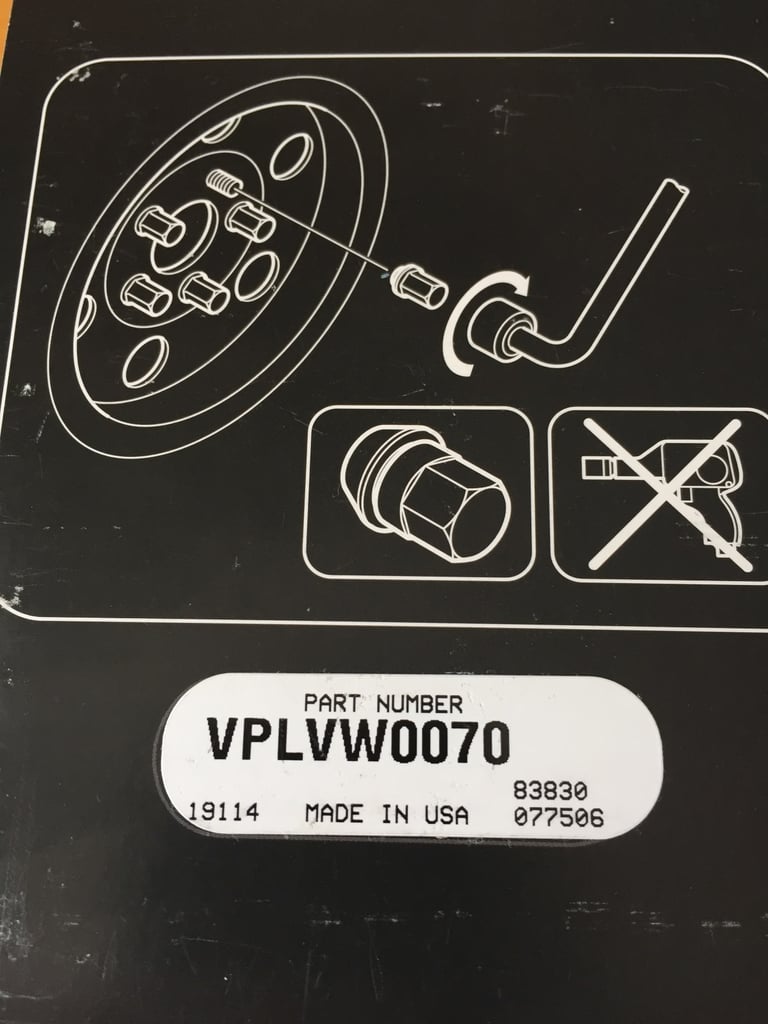 PART NUMBER
VPLVW0070
83830
19114 MADE IN USA 077506